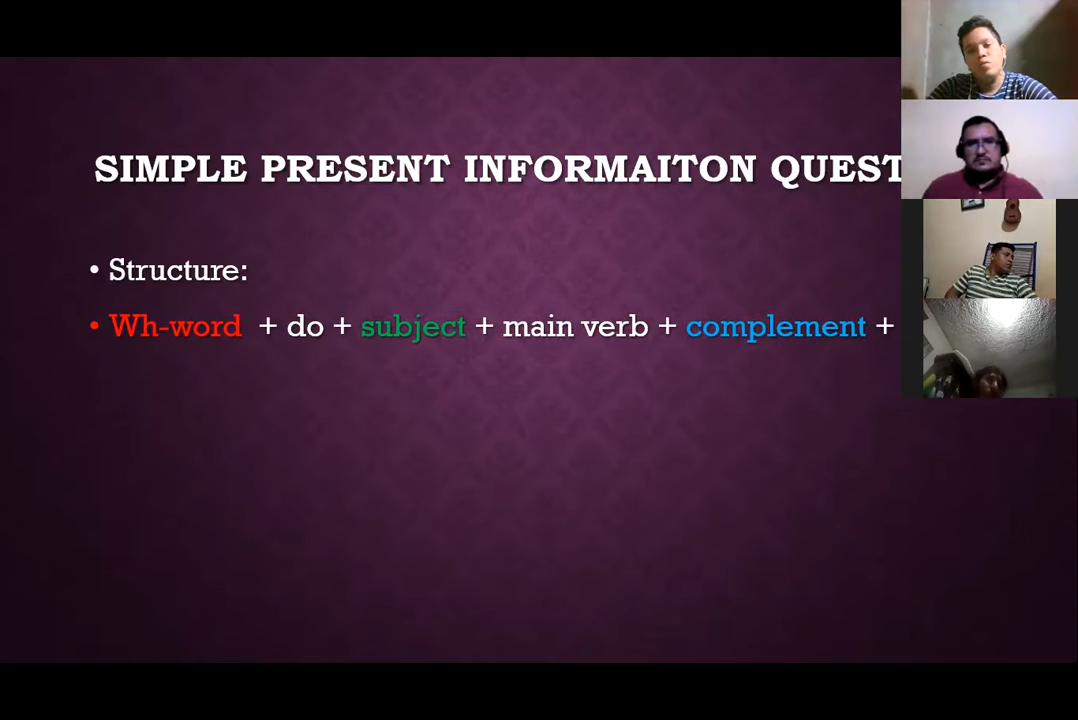 SIMPLE PRESENT INFORMAITON QUEST
• Structure:
• Wh-word + do + subject + main verb + complement +